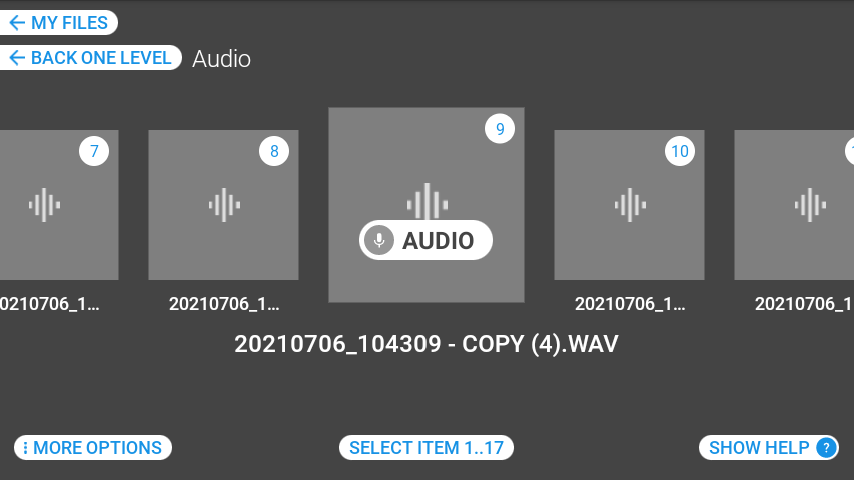 MY FILES
BACK ONE LEVEL
Audio
7
8
9
10
AUDIO
0210706_1...
20210706_1...
20210706_1...
20210706_1
20210706_104309 - COPY (4).WAV
MORE OPTIONS
SELECT ITEM 1..17
SHOW HELP ?